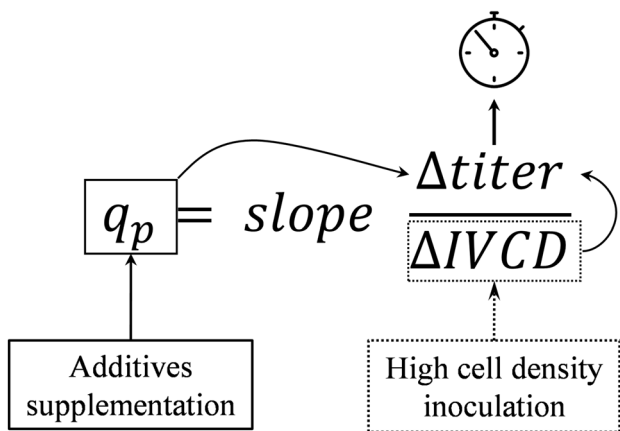 Δtiter
q_p = slope
ΔIVCD
Additives
supplementation
High cell density
inoculation